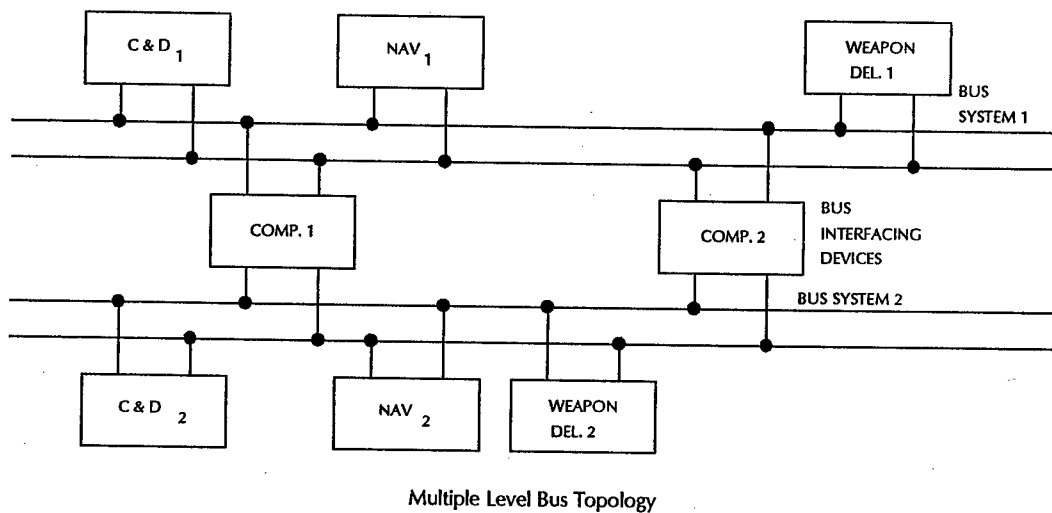 C & D 1
NAV 1
WEAPON
DEL. 1
BUS
SYSTEM 1
COMP. 1
COMP. 2
BUS
INTERFACING
DEVICES
BUS SYSTEM 2
C & D 2
NAV 2
WEAPON
DEL. 2
Multiple Level Bus Topology